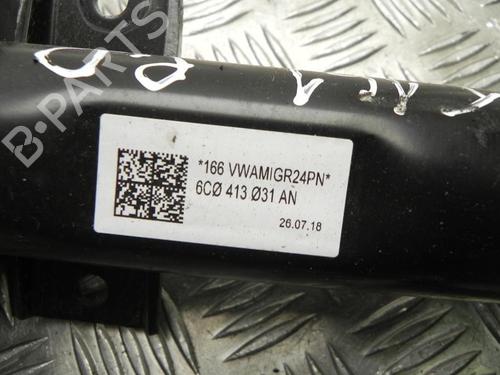 B-PARTS
*166 VWAMIGR24PN*
6CØ 413 Ø31 AN
26.07.18